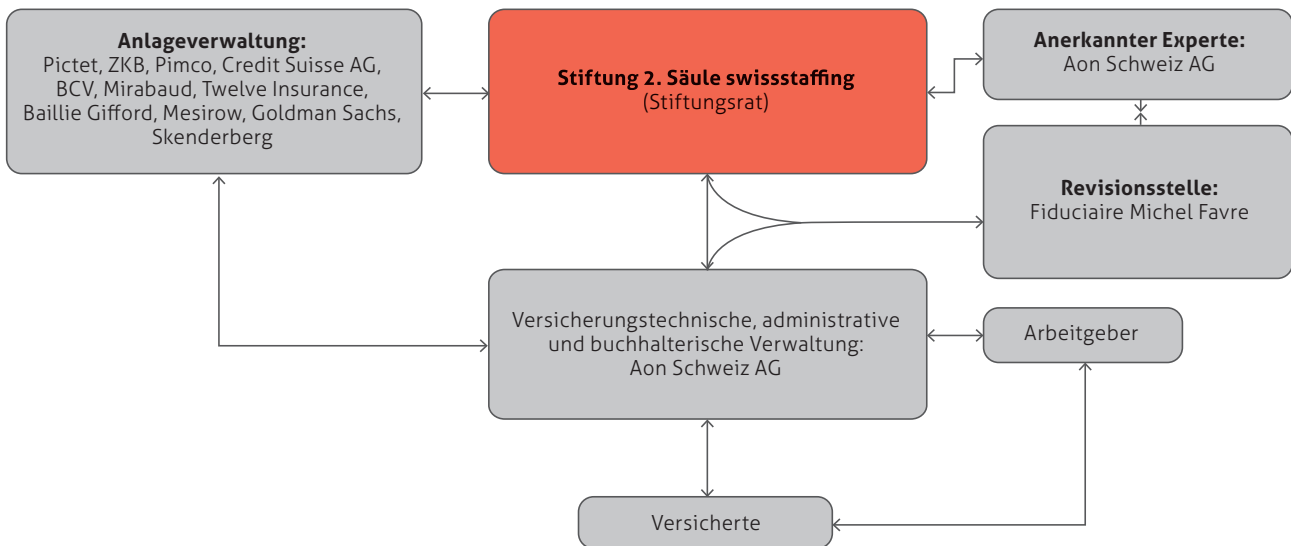 Anlageverwaltung:
Pictet, ZKB, Pimco, Credit Suisse AG,
BCV, Mirabaud, Twelve Insurance,
Baillie Gifford, Mesirow, Goldman Sachs,
Skenderberg
Stiftung 2. Säule swissstaffing
(Stiftungsrat)
Anerkannter Experte:
Aon Schweiz AG
Revisionsstelle:
Fiduciaire Michel Favre
Versicherungstechnische, administrative
und buchhalterische Verwaltung:
Aon Schweiz AG
Arbeitgeber
Versicherte